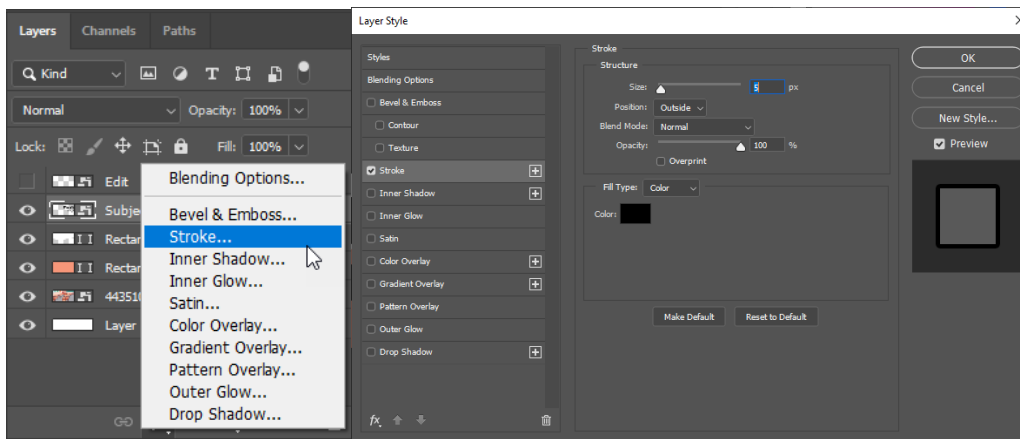 Layers Channels Paths
Kind
Normal Opacity: 100%
Lock: Fill: 100%
Edit
Subje
Rectar
Rectar
44351
Layer
Blending Options...
Bevel & Emboss...
Stroke...
Inner Shadow...
Inner Glow...
Satin...
Color Overlay...
Gradient Overlay...
Pattern Overlay...
Outer Glow...
Drop Shadow...
Layer Style
Styles
Blending Options
Bevel & Emboss
Contour
Texture
Stroke
Inner Shadow
Inner Glow
Satin
Color Overlay
Gradient Overlay
Pattern Overlay
Outer Glow
Drop Shadow
fx
Stroke
Structure
Size: 5 px
Position: Outside
Blend Mode: Normal
Opacity: 100 %
Overprint
Fill Type: Color
Color:
Make Default Reset to Default
OK
Cancel
New Style...
Preview